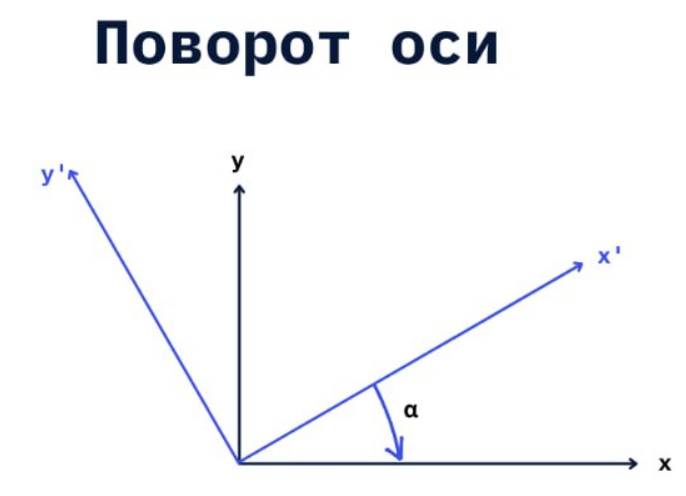 Поворот оси
y
y'
x'
α
x